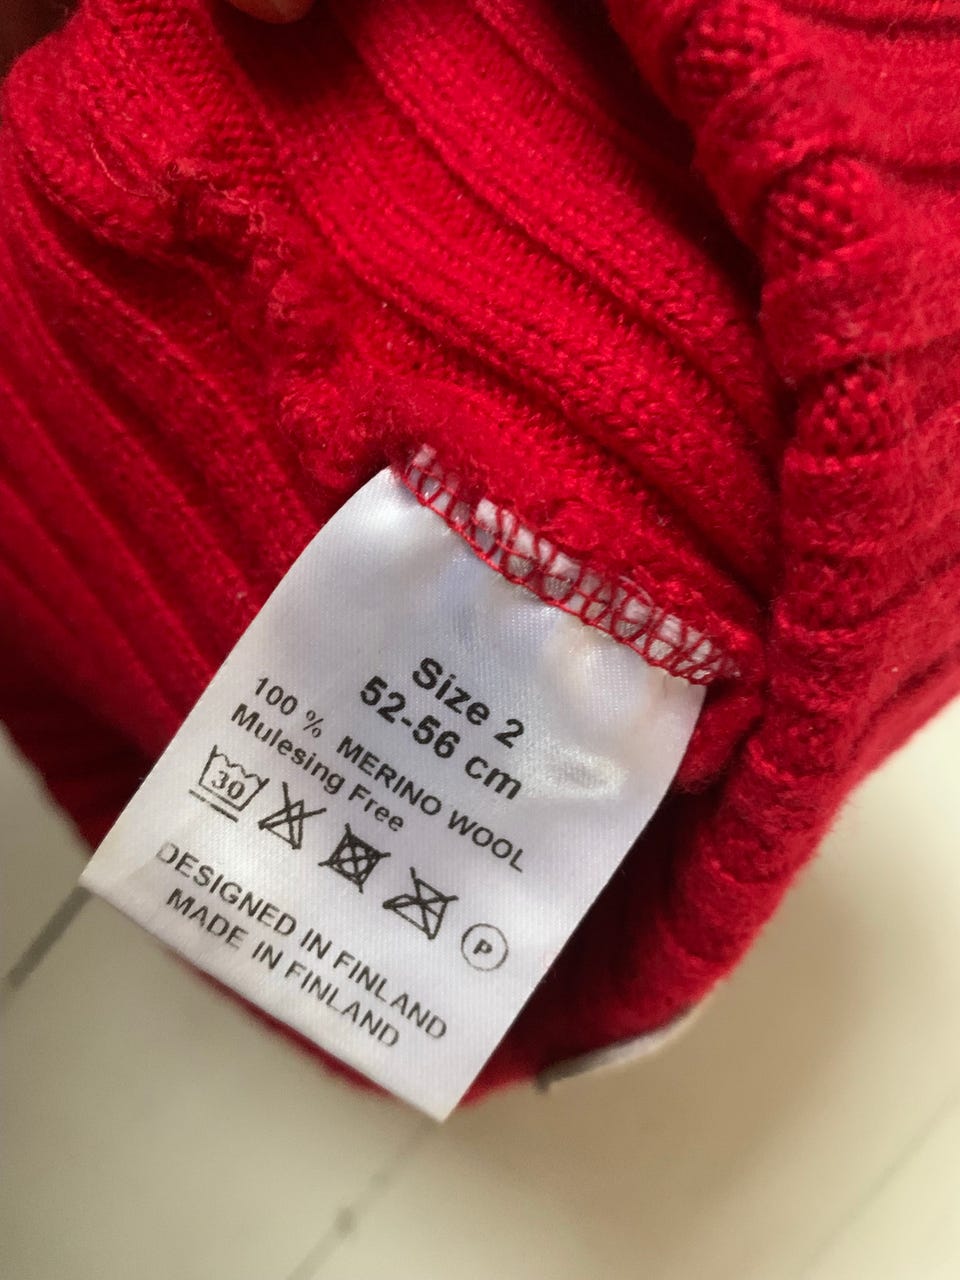 Size 2
52-56 cm
100 % MERINO WOOL
Mulesing Free
30
P
DESIGNED IN FINLAND
MADE IN FINLAND